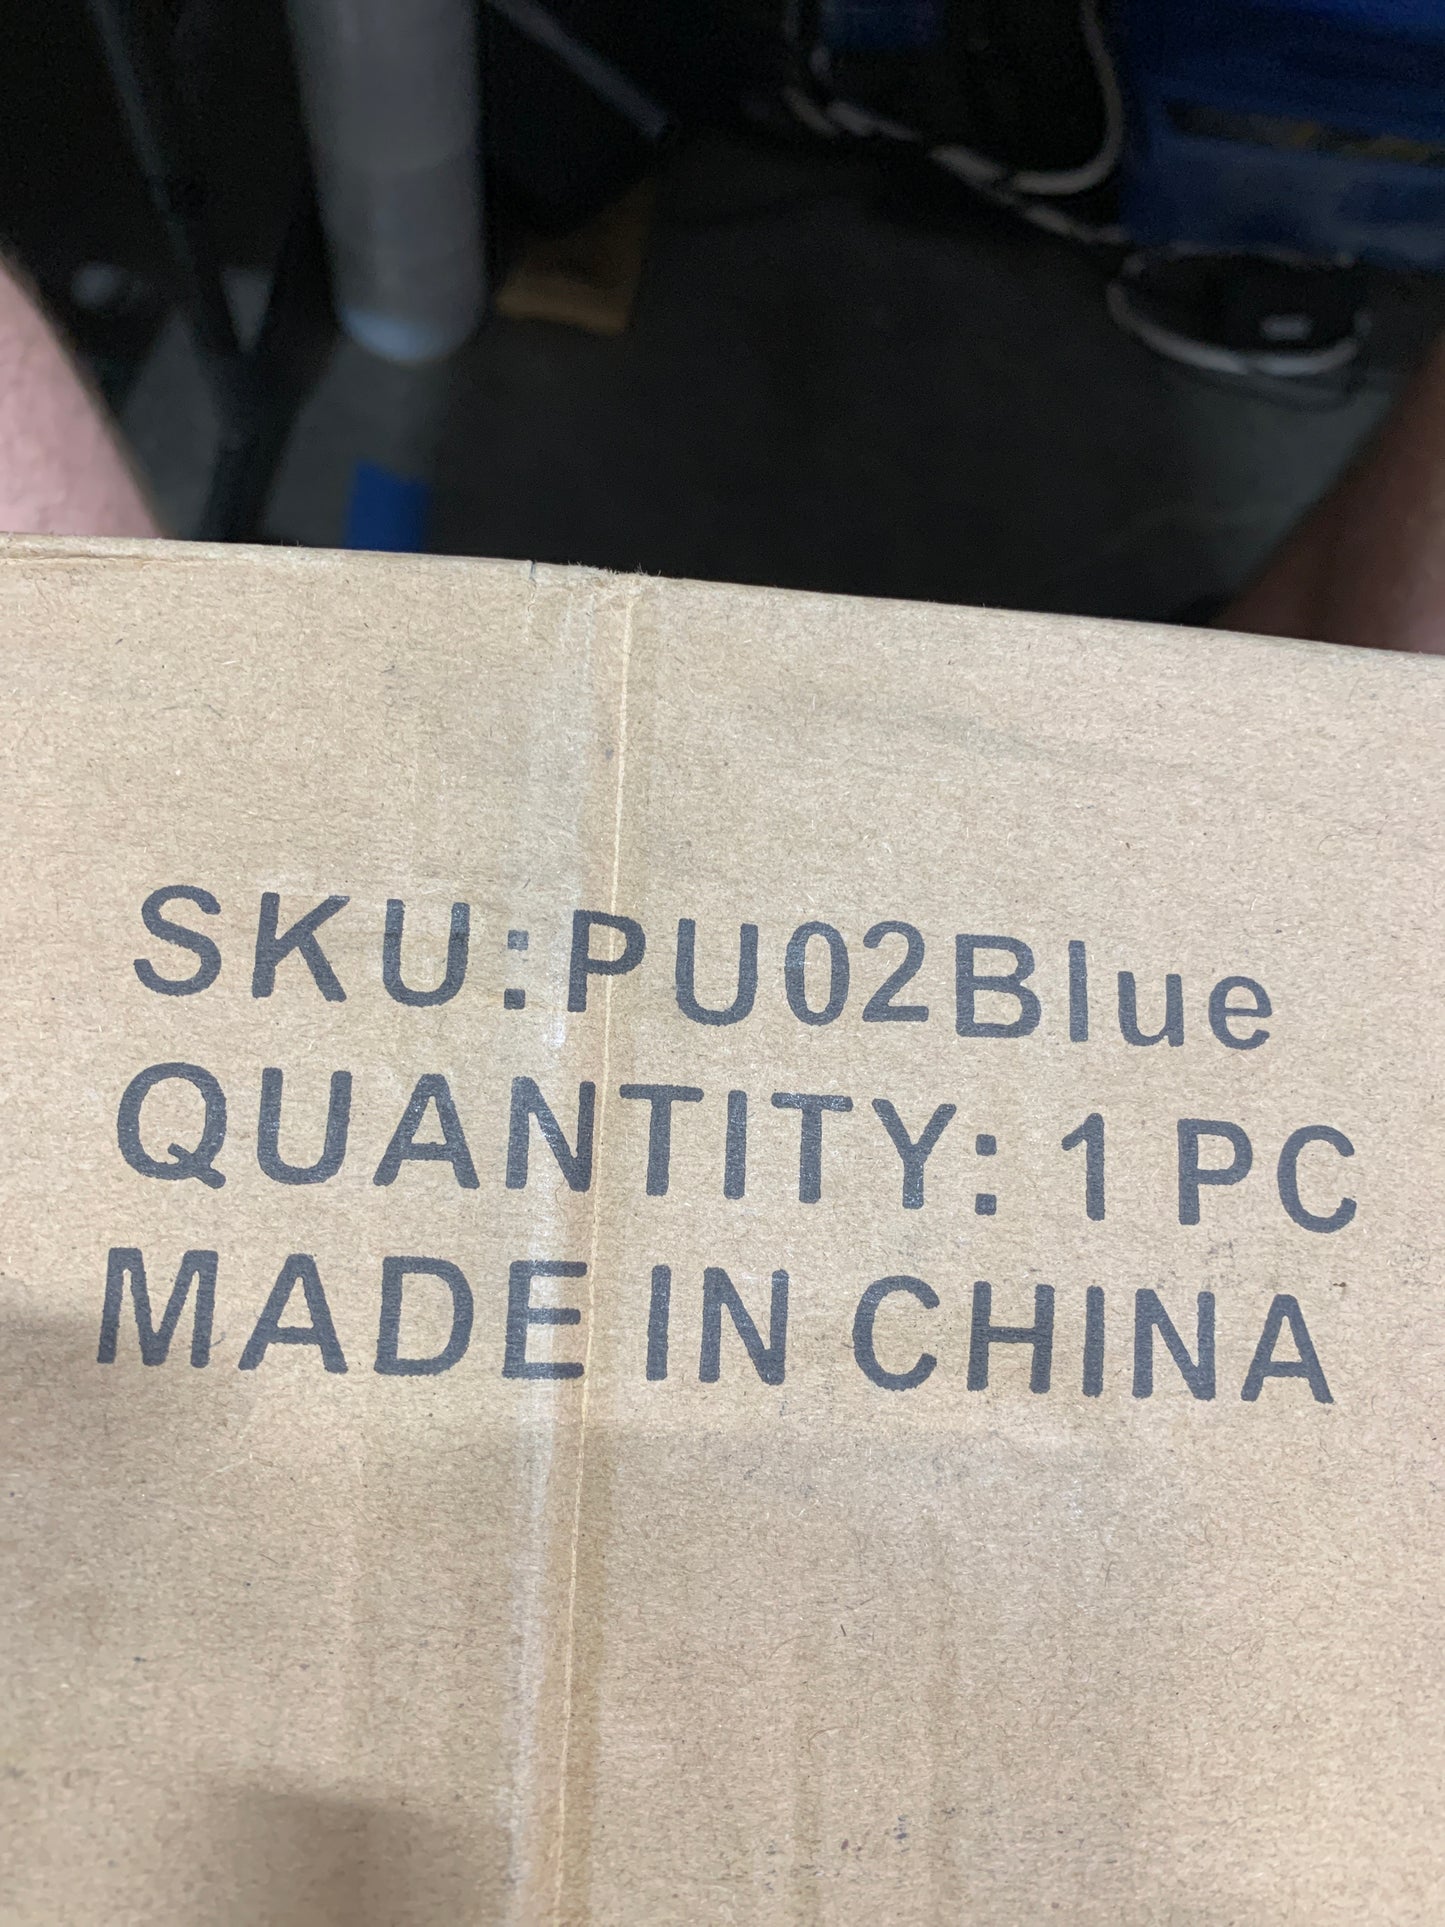 SKU:PU02Blue
QUANTITY: 1 PC
MADE IN CHINA